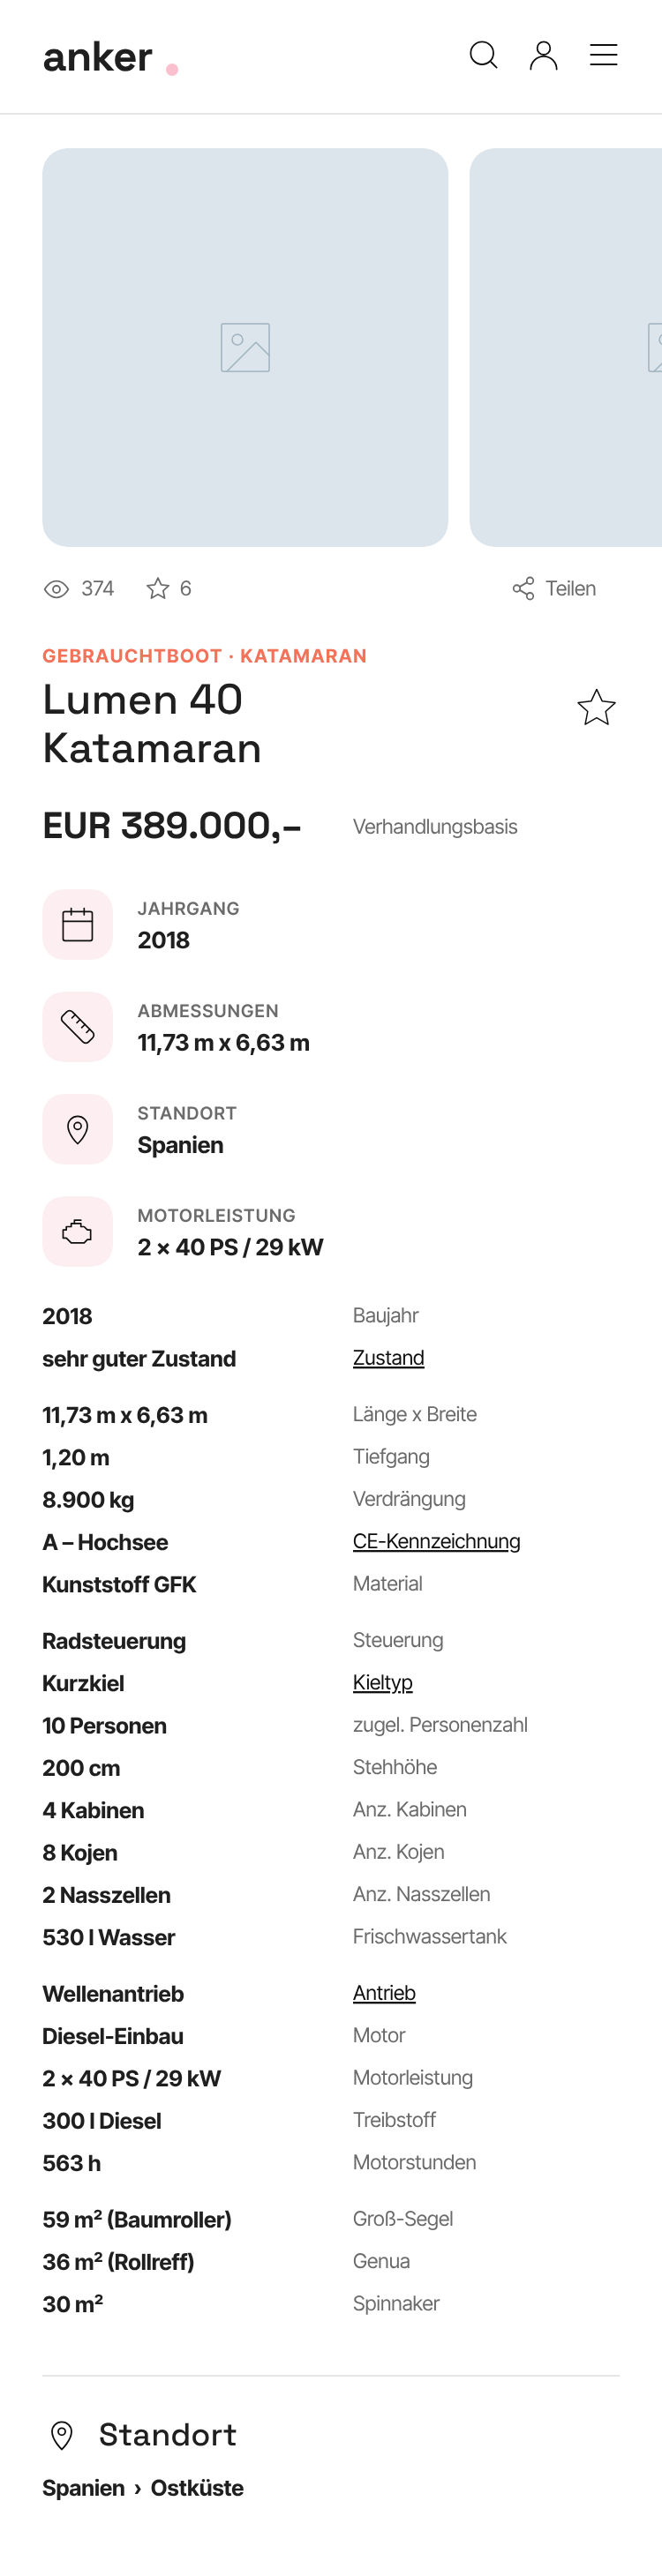 anker
374 6 Teilen
GEBRAUCHTBOOT · KATAMARAN
Lumen 40
Katamaran
EUR 389.000,– Verhandlungsbasis
JAHRGANG
2018
ABMESSUNGEN
11,73 m x 6,63 m
STANDORT
Spanien
MOTORLEISTUNG
2 × 40 PS / 29 kW
2018 Baujahr
sehr guter Zustand Zustand
11,73 m x 6,63 m Länge x Breite
1,20 m Tiefgang
8.900 kg Verdrängung
A – Hochsee CE-Kennzeichnung
Kunststoff GFK Material
Radsteuerung Steuerung
Kurzkiel Kieltyp
10 Personen zugel. Personenzahl
200 cm Stehhöhe
4 Kabinen Anz. Kabinen
8 Kojen Anz. Kojen
2 Nasszellen Anz. Nasszellen
530 l Wasser Frischwassertank
Wellenantrieb Antrieb
Diesel-Einbau Motor
2 × 40 PS / 29 kW Motorleistung
300 l Diesel Treibstoff
563 h Motorstunden
59 m² (Baumroller) Groß-Segel
36 m² (Rollreff) Genua
30 m² Spinnaker
Standort
Spanien › Ostküste